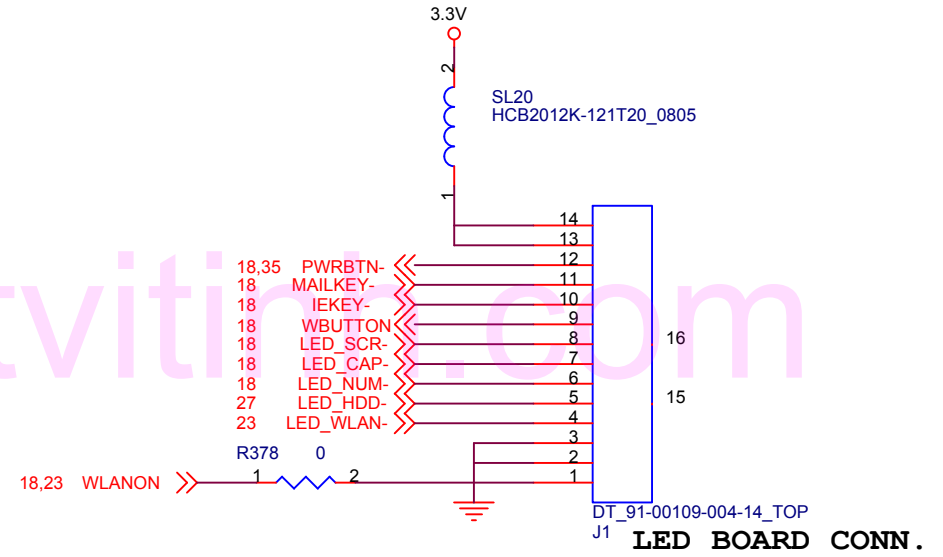 3.3V
2
SL20
HCB2012K-121T20_0805
1
14
13
18,35 PWRBTN- 12
18 MAILKEY- 11
18 IEKEY- 10
18 WBUTTON 9
18 LED_SCR- 8 16
18 LED_CAP- 7
18 LED_NUM- 6
27 LED_HDD- 5 15
23 LED_WLAN- 4
3
R378 0
2
18,23 WLANON 1 2 1
DT_91-00109-004-14_TOP
J1 LED BOARD CONN.
tvitinh.com